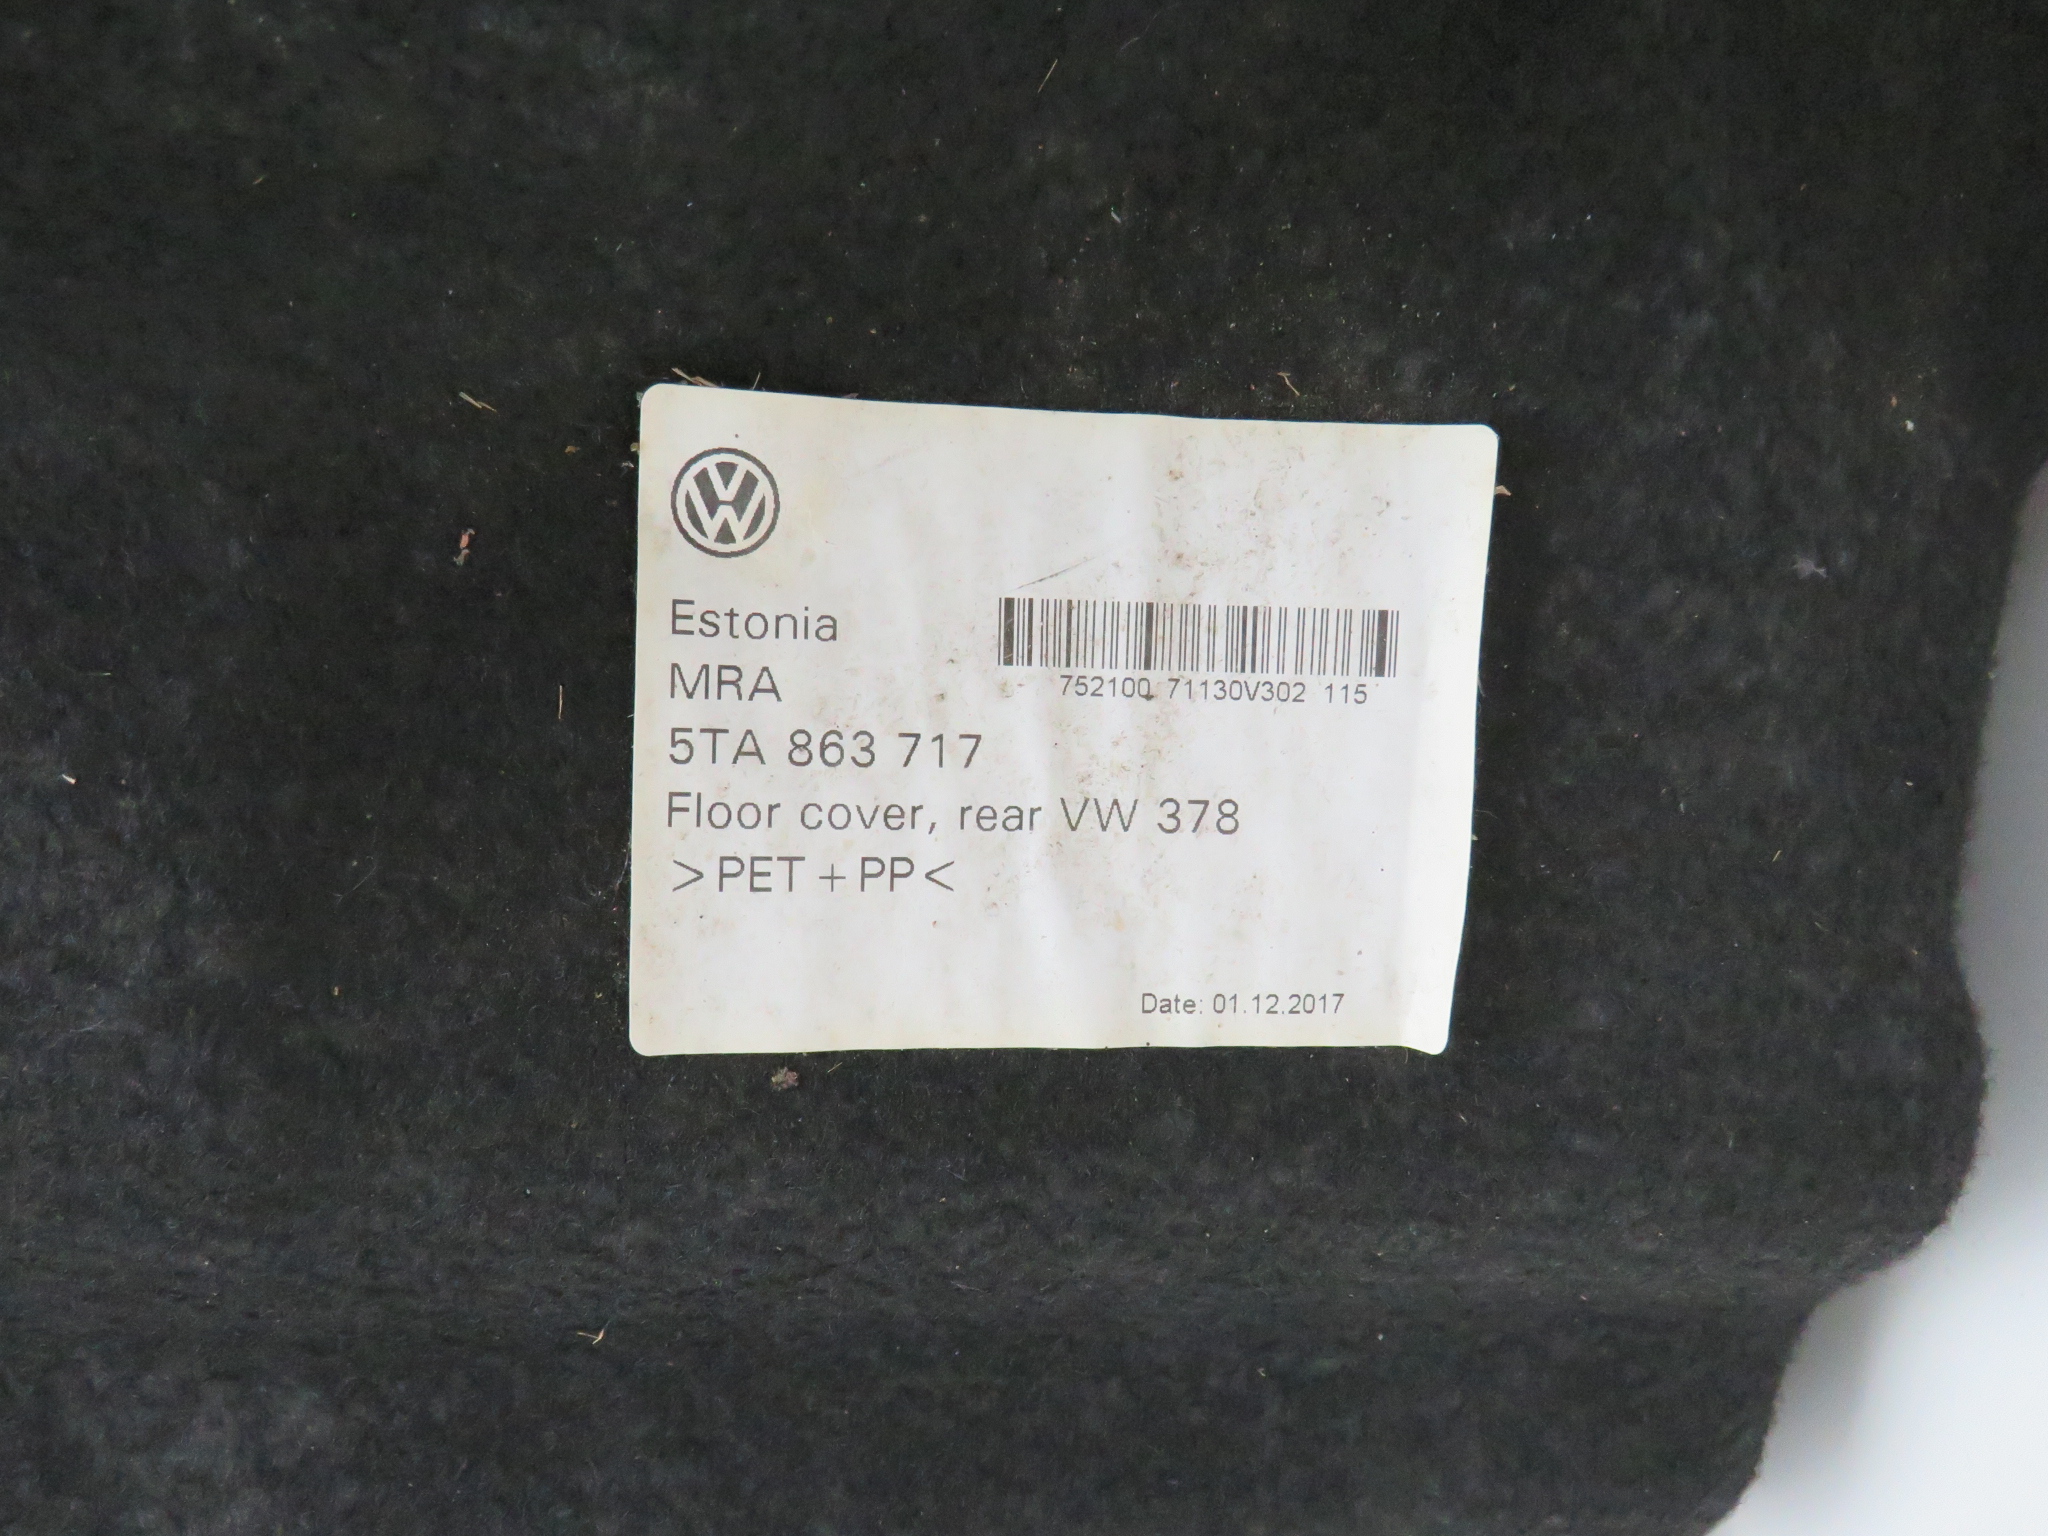 Estonia
MRA
752100 71130V302 115
5TA 863 717
Floor cover, rear VW 378
>PET+PP<
Date: 01.12.2017